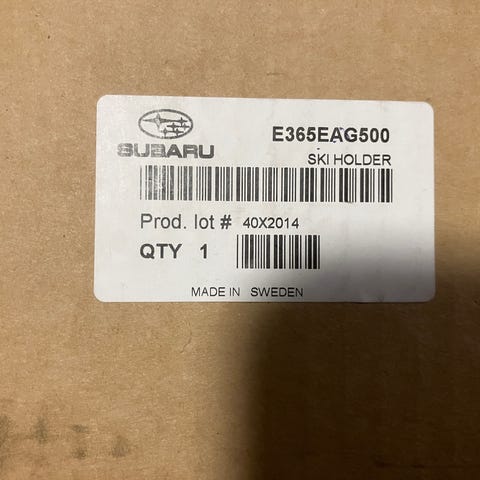 SUBARU
E365EAG500
SKI HOLDER
Prod. lot # 40X2014
QTY 1
MADE IN SWEDEN